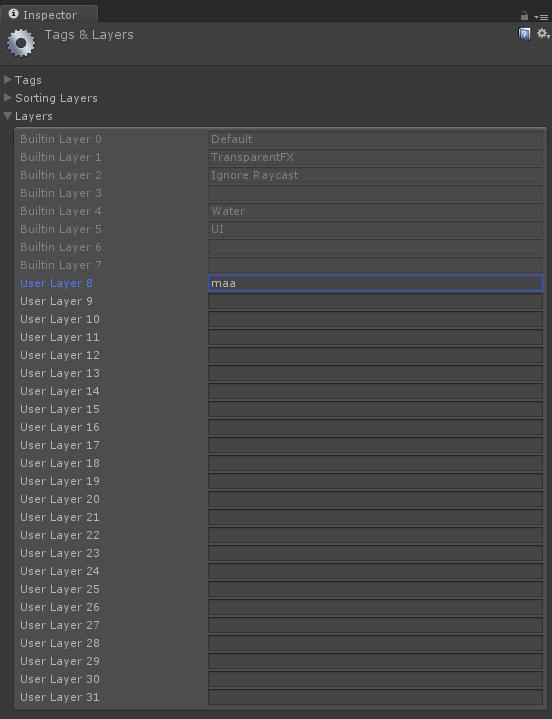 Inspector
Tags & Layers
Tags
Sorting Layers
Layers
Builtin Layer 0 Default
Builtin Layer 1 TransparentFX
Builtin Layer 2 Ignore Raycast
Builtin Layer 3
Builtin Layer 4 Water
Builtin Layer 5 UI
Builtin Layer 6
Builtin Layer 7
User Layer 8 maa
User Layer 9
User Layer 10
User Layer 11
User Layer 12
User Layer 13
User Layer 14
User Layer 15
User Layer 16
User Layer 17
User Layer 18
User Layer 19
User Layer 20
User Layer 21
User Layer 22
User Layer 23
User Layer 24
User Layer 25
User Layer 26
User Layer 27
User Layer 28
User Layer 29
User Layer 30
User Layer 31